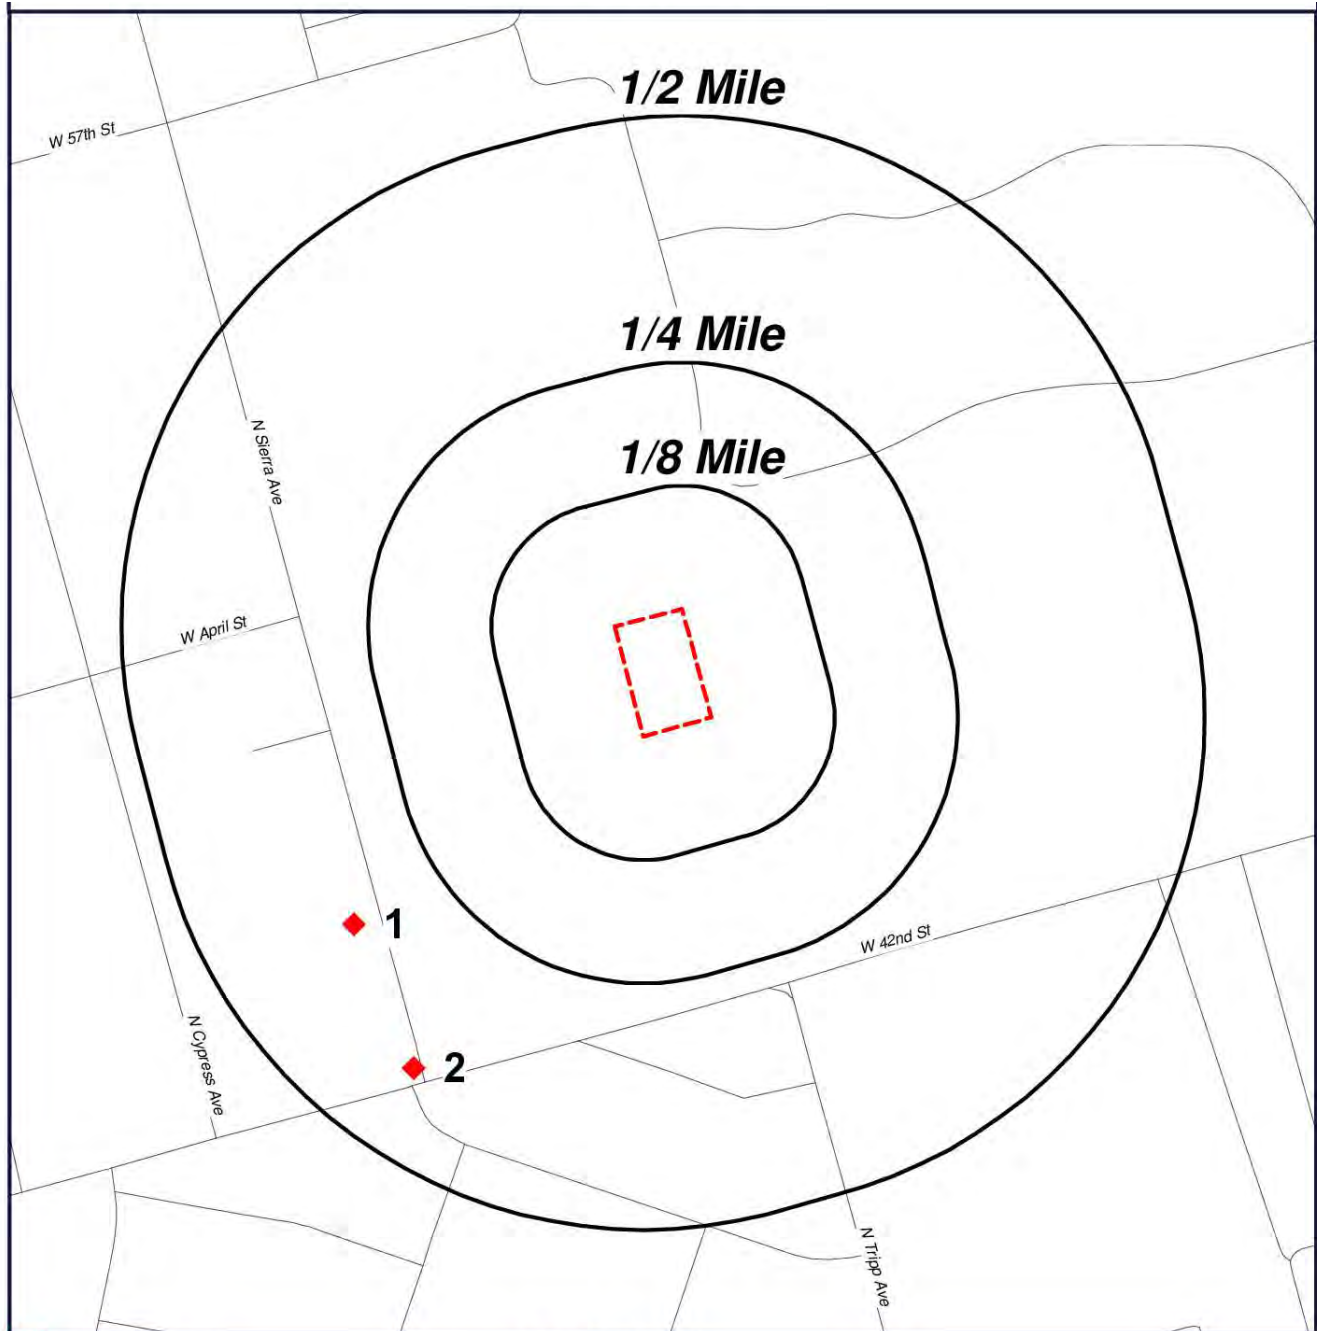 1/2 Mile
W 57th St
1/4 Mile
N Sierra Ave
1/8 Mile
W April St
1
W 42nd St
N Cypress Ave
2
N Tripp Ave